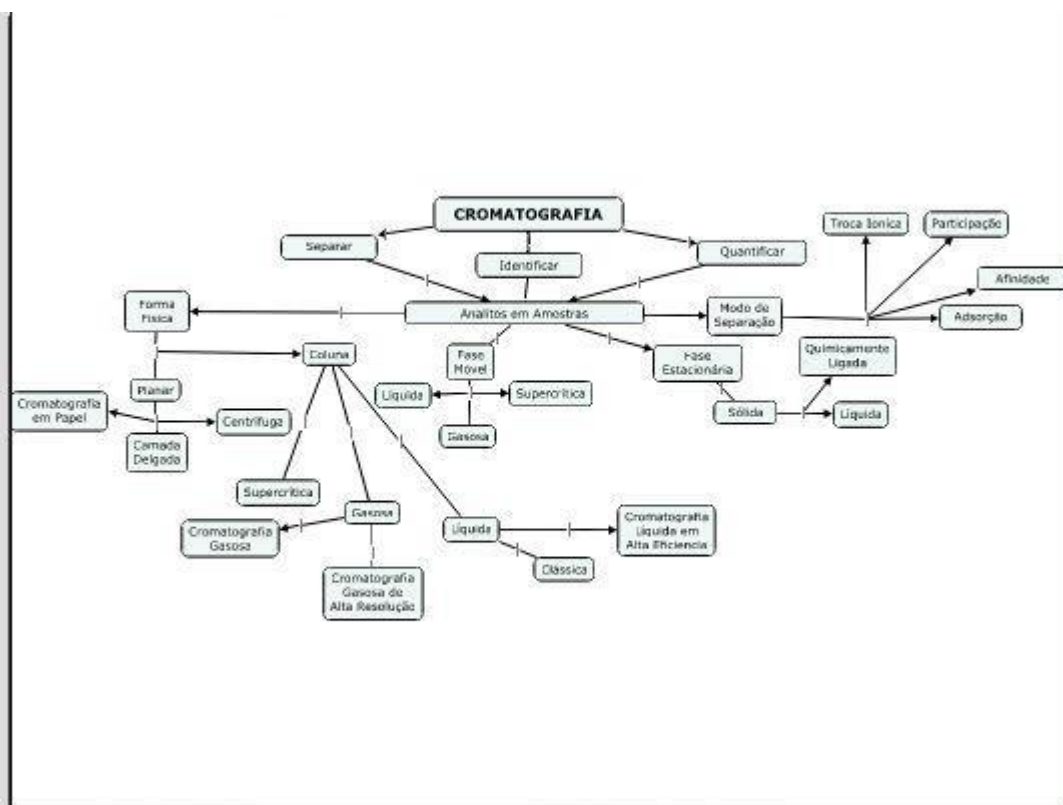 CROMATOGRAFIA
Separar
Identificar
Quantificar
Troca Ionica
Participação
Afinidade
Adsorção
Forma
Fisica
Analitos em Amostras
Modo de
Separação
Coluna
Fase
Móvel
Fase
Estacionária
Quimicamente
Ligada
Planar
Líquida
Supercrítica
Sólida
Líquida
Cromatografia
em Papel
Centrífuga
Gasosa
Camada
Delgada
Supercrítica
Gasosa
Cromatografia
Gasosa
Líquida
Cromatografia
Líquida em
Alta Eficiencia
Clássica
Cromatografia
Gasosa de
Alta Resolução